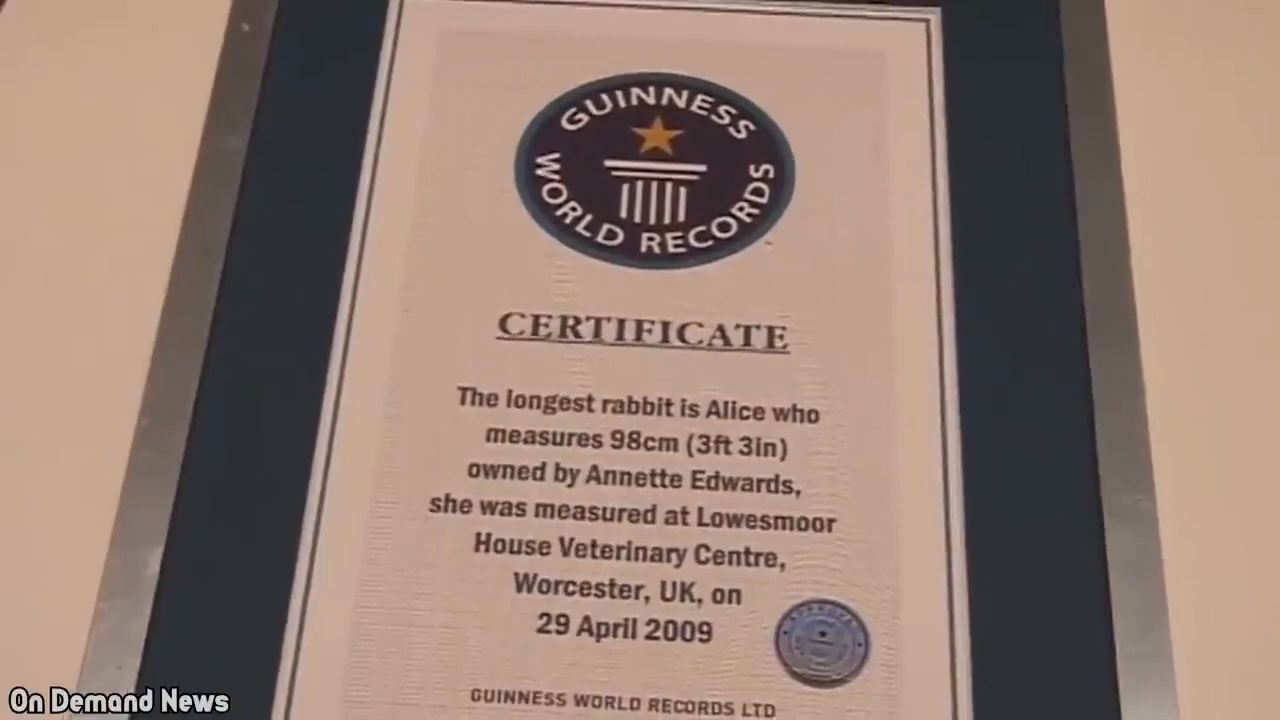 GUINNESS
WORLD RECORDS
CERTIFICATE
The longest rabbit is Alice who
measures 98cm (3ft 3in)
owned by Annette Edwards,
she was measured at Lowesmoor
House Veterinary Centre,
Worcester, UK, on
29 April 2009
GUINNESS WORLD RECORDS LTD
On Demand News